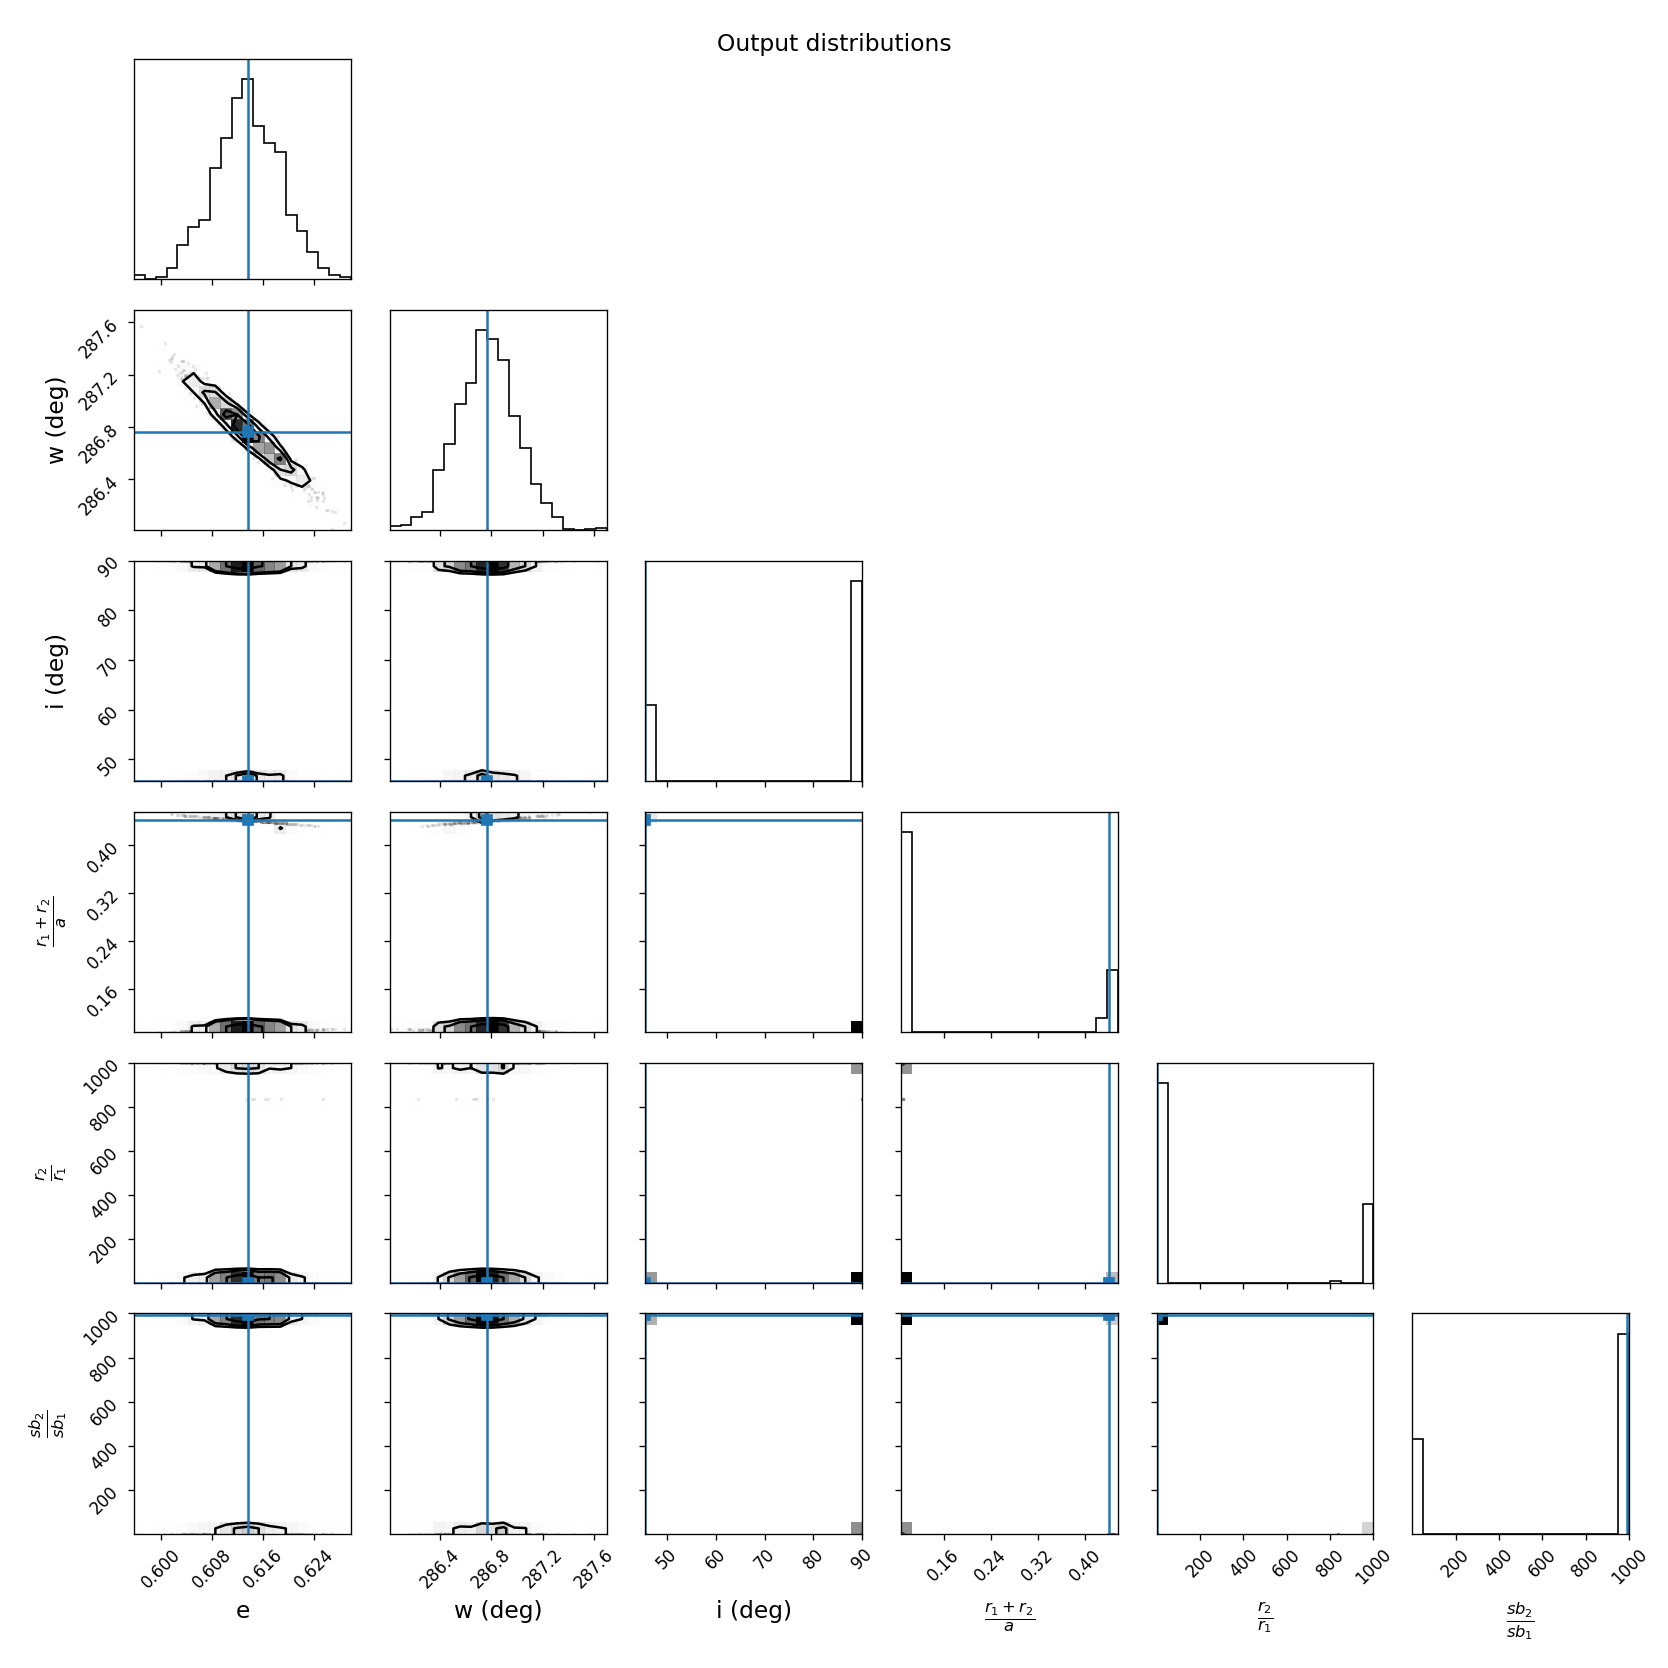 Output distributions
287.6
287.2
286.8
286.4
w (deg)
90
80
70
60
50
i (deg)
0.40
0.32
0.24
0.16
r₁ + r₂
a
1000
800
600
400
200
r₂
r₁
1000
800
600
400
200
sb₂
sb₁
0.600 0.608 0.616 0.624 286.4 286.8 287.2 287.6 50 60 70 80 90 0.16 0.24 0.32 0.40 200 400 600 800 1000 200 400 600 800 1000
e w (deg) i (deg) r₁ + r₂ r₂ sb₂
a r₁ sb₁